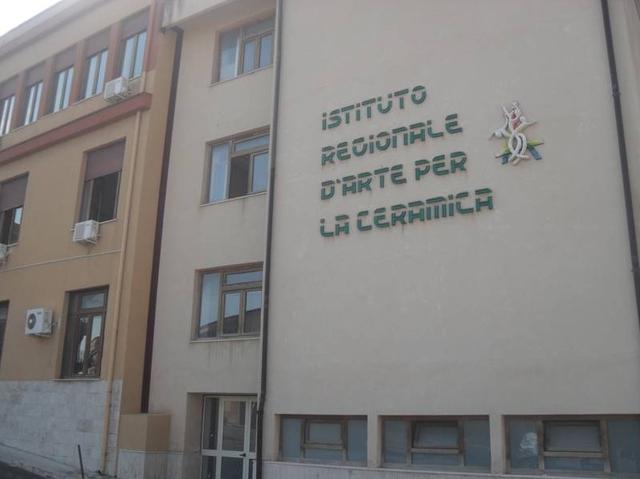 ISTITUTO
REGIONALE
D'ARTE PER
LA CERAMICA